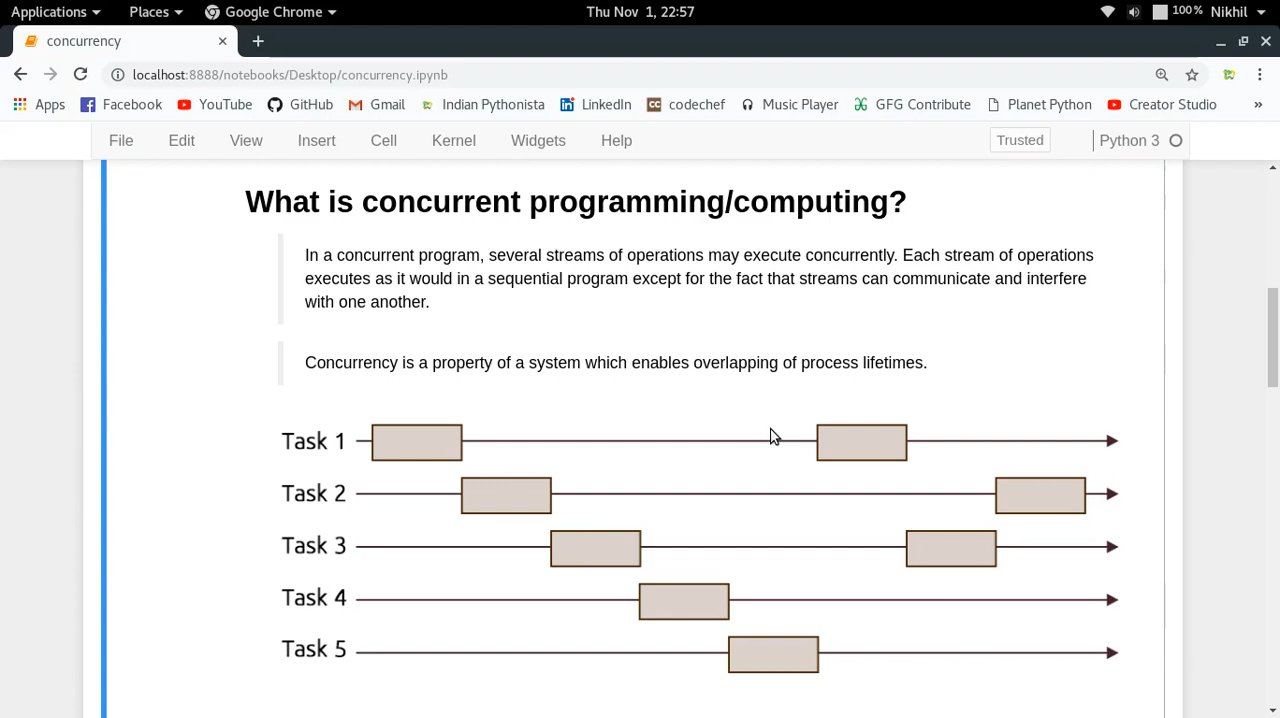 Applications Places Google Chrome Thu Nov 1, 22:57 100% Nikhil
concurrency
localhost:8888/notebooks/Desktop/concurrency.ipynb
Apps Facebook YouTube GitHub Gmail Indian Pythonista LinkedIn CC codechef Music Player GFG Contribute Planet Python Creator Studio »
File Edit View Insert Cell Kernel Widgets Help Trusted Python 3
What is concurrent programming/computing?
In a concurrent program, several streams of operations may execute concurrently. Each stream of operations
executes as it would in a sequential program except for the fact that streams can communicate and interfere
with one another.
Concurrency is a property of a system which enables overlapping of process lifetimes.
Task 1
Task 2
Task 3
Task 4
Task 5